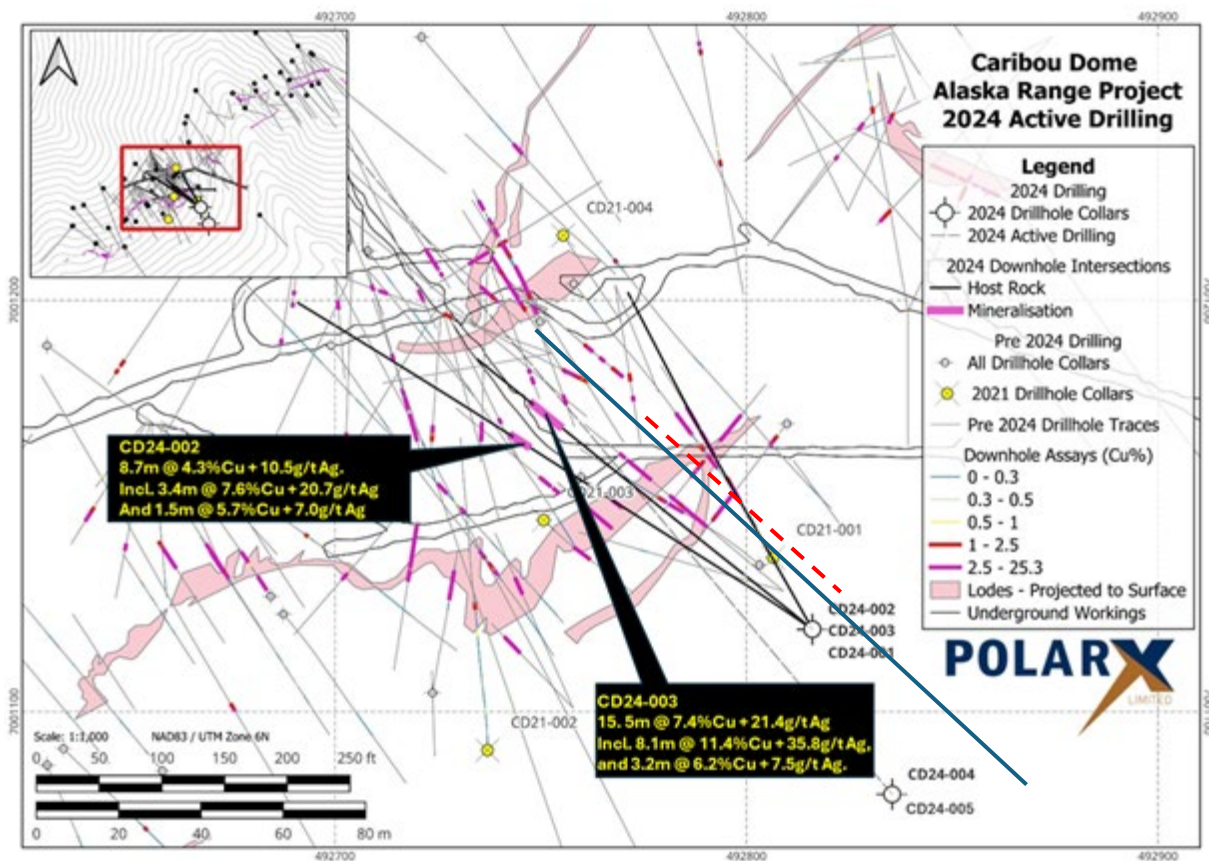 492700
492800
492900
Caribou Dome
Alaska Range Project
2024 Active Drilling
Legend
2024 Drilling
2024 Drillhole Collars
2024 Active Drilling
2024 Downhole Intersections
Host Rock
Mineralisation
Pre 2024 Drilling
All Drillhole Collars
2021 Drillhole Collars
Pre 2024 Drillhole Traces
Downhole Assays (Cu%)
0 - 0.3
0.3 - 0.5
0.5 - 1
1 - 2.5
2.5 - 25.3
Lodes - Projected to Surface
Underground Workings
POLARX
LIMITED
CD21-004
7001200
7001200
CD24-002
8.7m @ 4.3%Cu + 10.5g/t Ag.
Incl. 3.4m @ 7.6%Cu + 20.7g/t Ag
And 1.5m @ 5.7%Cu + 7.0g/t Ag
CD21-003
CD21-001
CD24-002
CD24-003
CD24-001
CD24-003
15. 5m @ 7.4%Cu + 21.4g/t Ag
Incl. 8.1m @ 11.4%Cu + 35.8g/t Ag,
and 3.2m @ 6.2%Cu + 7.5g/t Ag.
CD21-002
7001100
7001100
CD24-004
CD24-005
Scale: 1:1,000 NAD83 / UTM Zone 6N
0 50 100 150 200 250 ft
0 20 40 60 80 m
492700
492800
492900